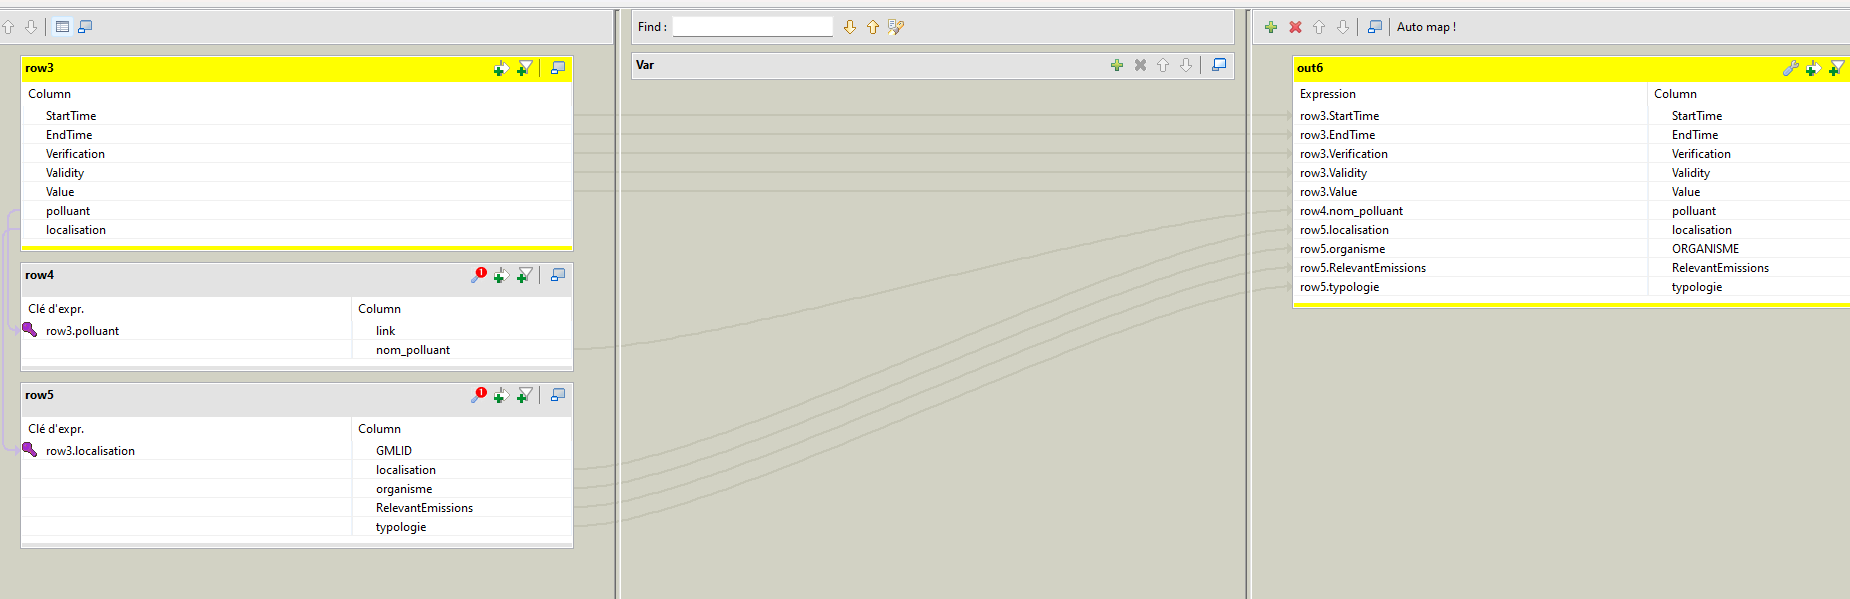 Find :
Auto map !
row3
Column
StartTime
EndTime
Verification
Validity
Value
polluant
localisation
row4
Clé d'expr. Column
row3.polluant link
nom_polluant
row5
Clé d'expr. Column
row3.localisation GMLID
localisation
organisme
RelevantEmissions
typologie
Var
out6
Expression Column
row3.StartTime StartTime
row3.EndTime EndTime
row3.Verification Verification
row3.Validity Validity
row3.Value Value
row4.nom_polluant polluant
row5.localisation localisation
row5.organisme ORGANISME
row5.RelevantEmissions RelevantEmissions
row5.typologie typologie